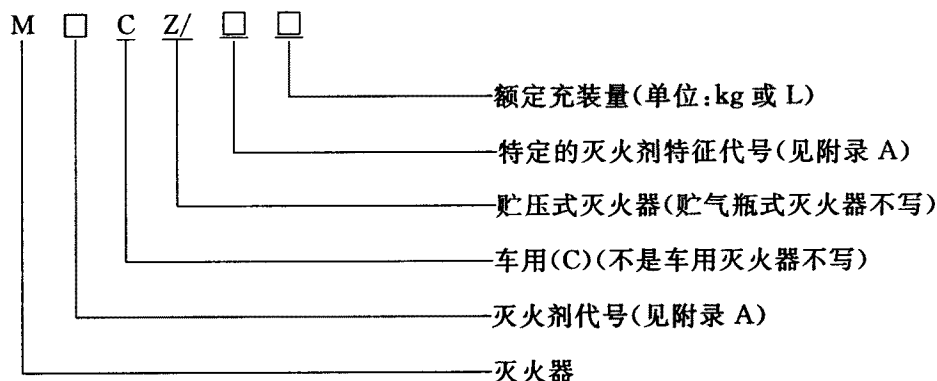 M □ C Z/ □ □
额定充装量(单位:kg 或 L)
特定的灭火剂特征代号(见附录 A)
贮压式灭火器(贮气瓶式灭火器不写)
车用(C)(不是车用灭火器不写)
灭火剂代号(见附录 A)
灭火器